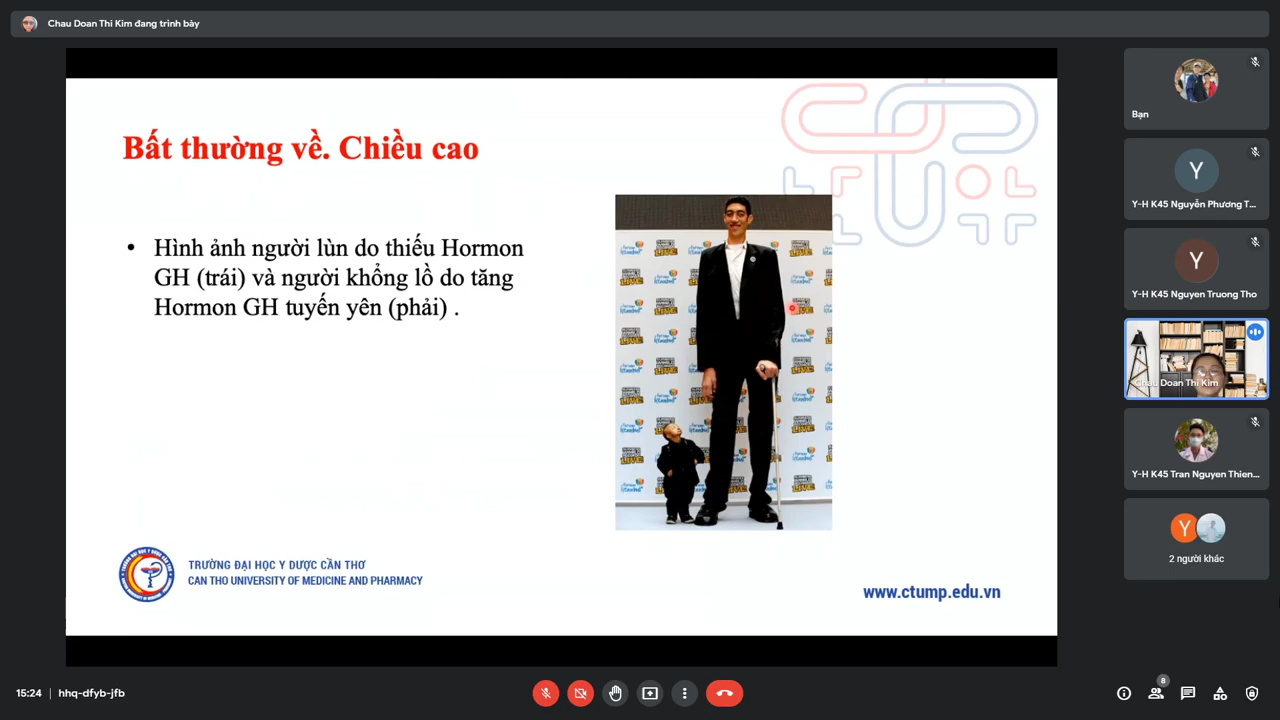 Chau Doan Thi Kim đang trình bày
Bất thường về. Chiều cao
• Hình ảnh người lùn do thiếu Hormon
GH (trái) và người khổng lồ do tăng
Hormon GH tuyến yên (phải) .
TRƯỜNG ĐẠI HỌC Y DƯỢC CẦN THƠ
CAN THO UNIVERSITY OF MEDICINE AND PHARMACY
www.ctump.edu.vn
Bạn
Y
Y-H K45 Nguyễn Phương T...
Y
Y-H K45 Nguyen Truong Tho
Chau Doan Thi Kim
Y-H K45 Tran Nguyen Thien...
Y
2 người khác
15:24 | hhq-dfyb-jfb
8